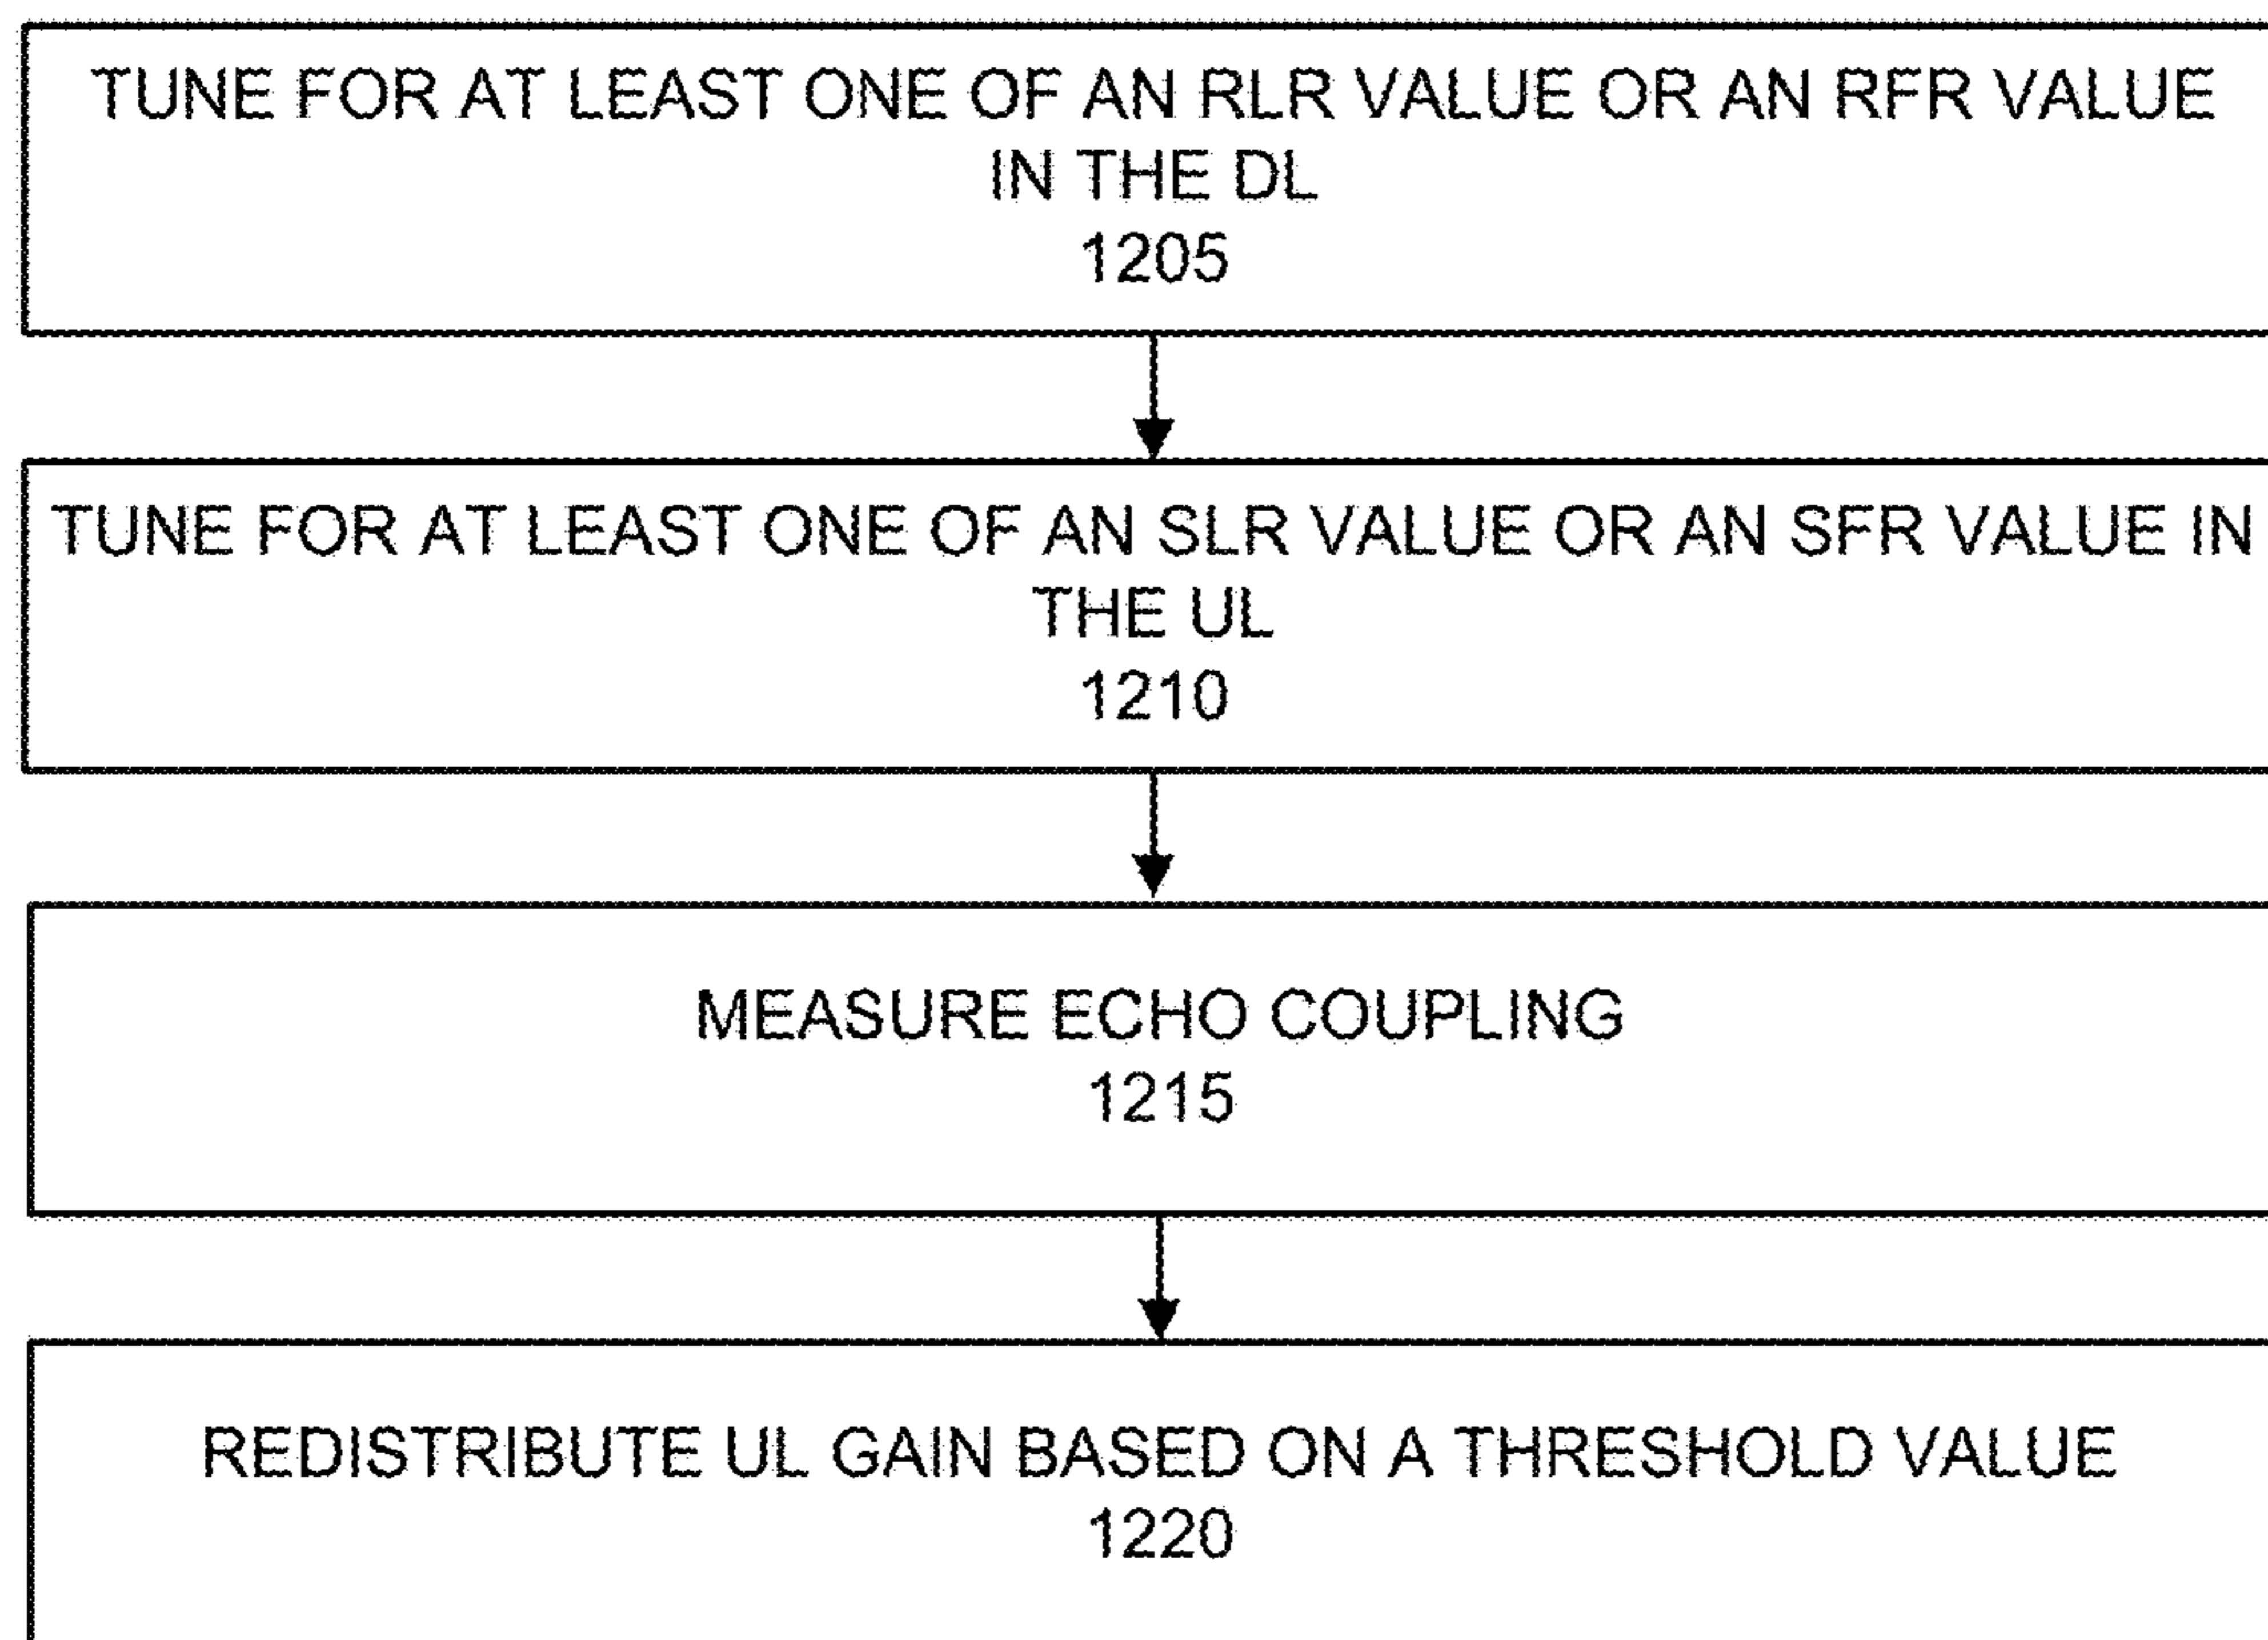 TUNE FOR AT LEAST ONE OF AN RLR VALUE OR AN RFR VALUE
IN THE DL
1205
TUNE FOR AT LEAST ONE OF AN SLR VALUE OR AN SFR VALUE IN
THE UL
1210
MEASURE ECHO COUPLING
1215
REDISTRIBUTE UL GAIN BASED ON A THRESHOLD VALUE
1220